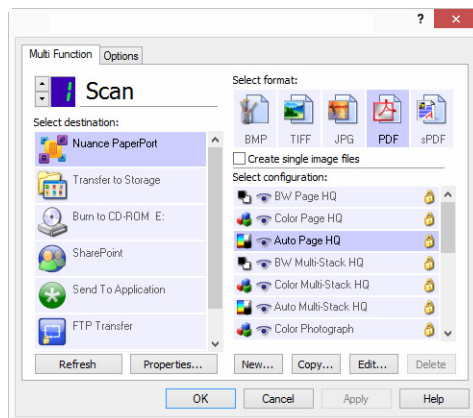 ?
Multi Function
Options
1 Scan
Select destination:
Nuance PaperPort
Transfer to Storage
Burn to CD-ROM E:
SharePoint
Send To Application
FTP Transfer
Refresh
Properties...
Select format:
BMP
TIFF
JPG
PDF
sPDF
Create single image files
Select configuration:
BW Page HQ
Color Page HQ
Auto Page HQ
BW Multi-Stack HQ
Color Multi-Stack HQ
Auto Multi-Stack HQ
Color Photograph
New...
Copy...
Edit...
Delete
OK
Cancel
Apply
Help